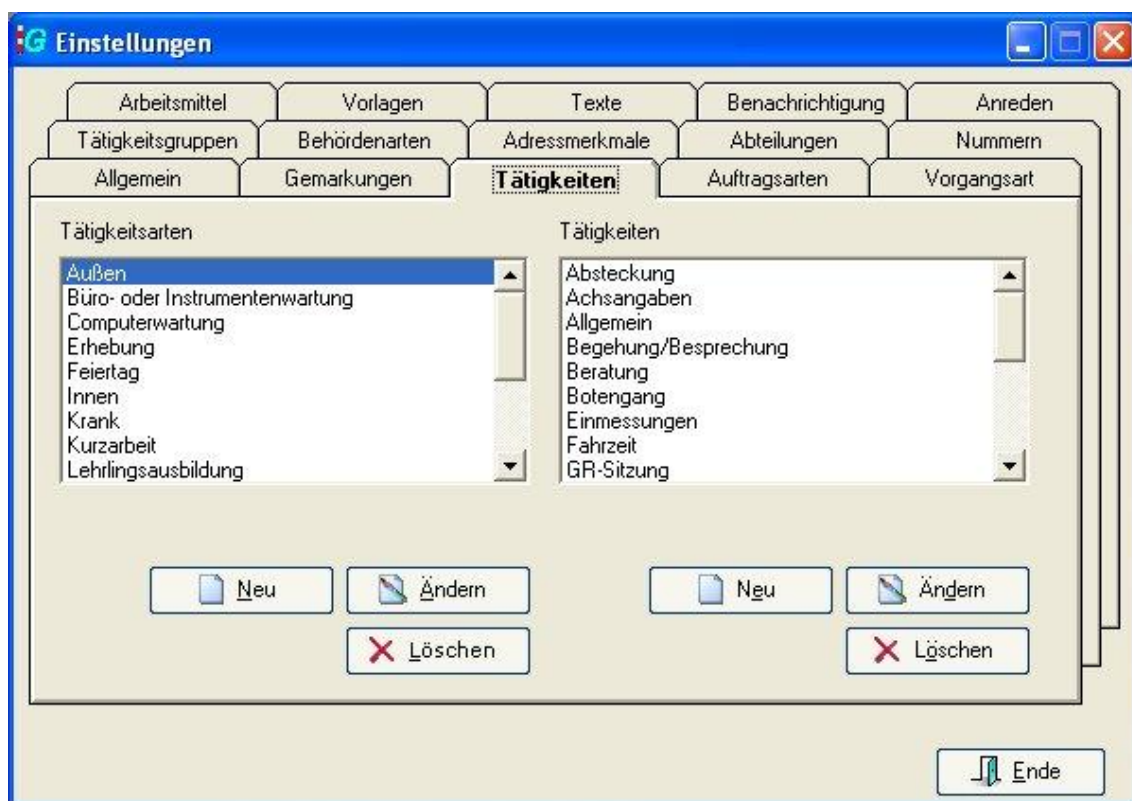 G Einstellungen
Arbeitsmittel Vorlagen Texte Benachrichtigung Anreden
Tätigkeitsgruppen Behördenarten Adressmerkmale Abteilungen Nummern
Allgemein Gemarkungen Tätigkeiten Auftragsarten Vorgangsart
Tätigkeitsarten
Außen
Büro- oder Instrumentenwartung
Computerwartung
Erhebung
Feiertag
Innen
Krank
Kurzarbeit
Lehrlingsausbildung
Tätigkeiten
Absteckung
Achsangaben
Allgemein
Begehung/Besprechung
Beratung
Botengang
Einmessungen
Fahrzeit
GR-Sitzung
Neu Ändern
Löschen
Neu Ändern
Löschen
Ende